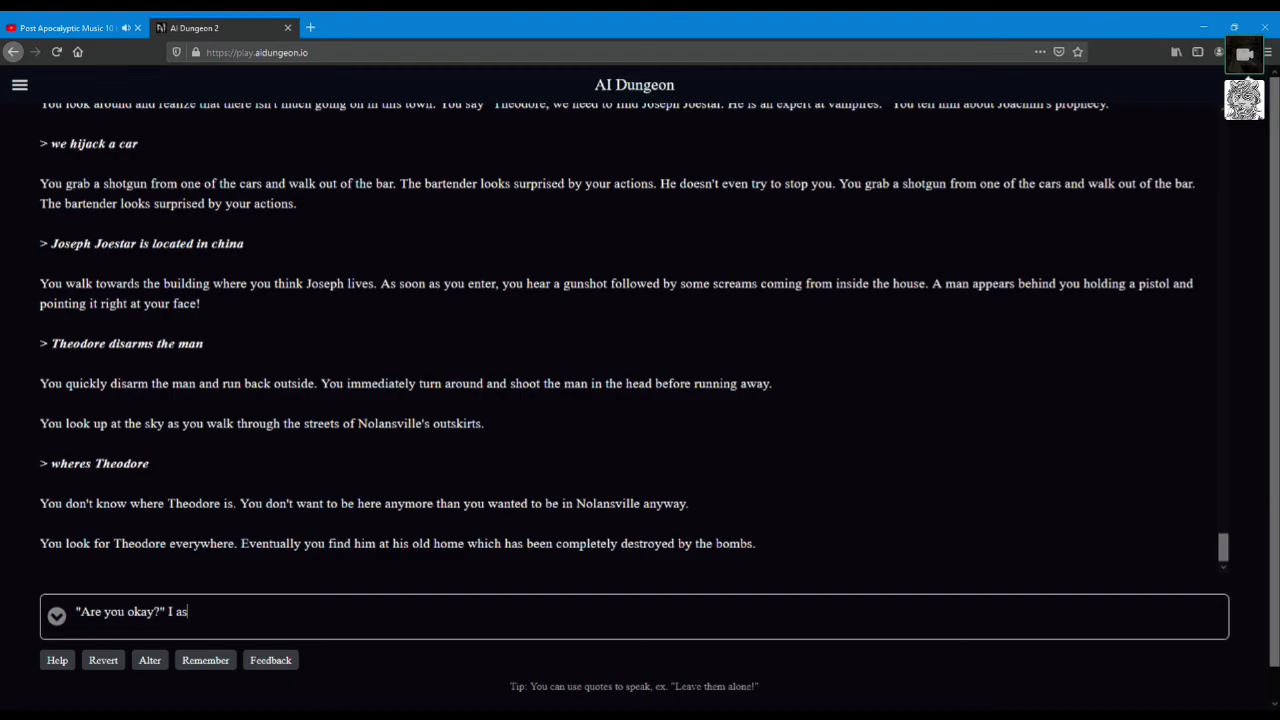 Post Apocalyptic Music 10
AI Dungeon 2
https://play.aidungeon.io
AI Dungeon
You look around and realize that there isn't much going on in this town. You say "Theodore, we need to find Joseph Joestar. He is an expert at vampires." You tell him about Joachim's prophecy.
> we hijack a car
You grab a shotgun from one of the cars and walk out of the bar. The bartender looks surprised by your actions. He doesn't even try to stop you. You grab a shotgun from one of the cars and walk out of the bar.
The bartender looks surprised by your actions.
> Joseph Joestar is located in china
You walk towards the building where you think Joseph lives. As soon as you enter, you hear a gunshot followed by some screams coming from inside the house. A man appears behind you holding a pistol and
pointing it right at your face!
> Theodore disarms the man
You quickly disarm the man and run back outside. You immediately turn around and shoot the man in the head before running away.
You look up at the sky as you walk through the streets of Nolansville's outskirts.
> wheres Theodore
You don't know where Theodore is. You don't want to be here anymore than you wanted to be in Nolansville anyway.
You look for Theodore everywhere. Eventually you find him at his old home which has been completely destroyed by the bombs.
"Are you okay?" I as
Help Revert Alter Remember Feedback
Tip: You can use quotes to speak, ex. "Leave them alone!"